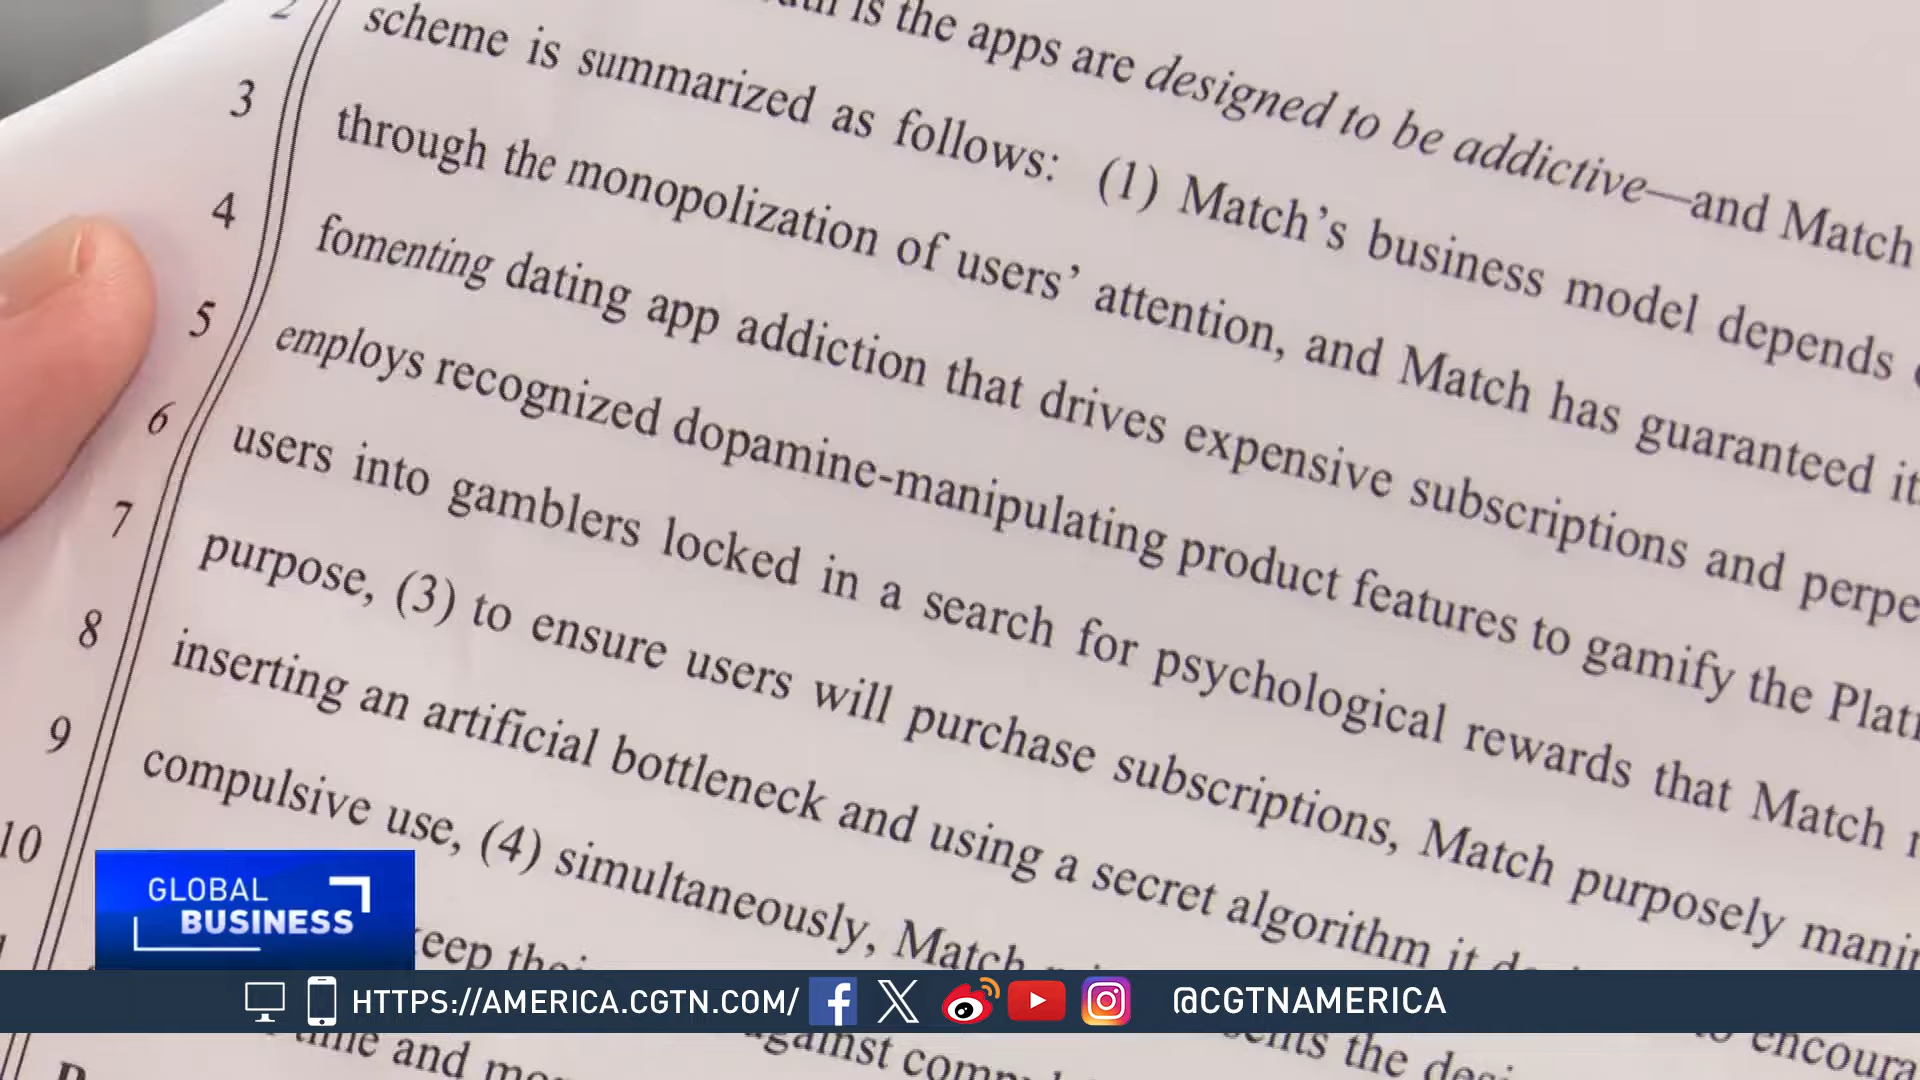 2
is the apps are designed to be addictive—and Match
3 scheme is summarized as follows: (1) Match's business model depends
4 through the monopolization of users' attention, and Match has guaranteed
5 fomenting dating app addiction that drives expensive subscriptions and
6 employs recognized dopamine-manipulating product features to gamify the
7 users into gamblers locked in a search for psychological rewards that Match
8 purpose, (3) to ensure users will purchase subscriptions, Match purposely
9 inserting an artificial bottleneck and using a secret algorithm it
10 compulsive use, (4) simultaneously, Match
time and
against
the
GLOBAL
BUSINESS
HTTPS://AMERICA.CGTN.COM/ @CGTNAMERICA